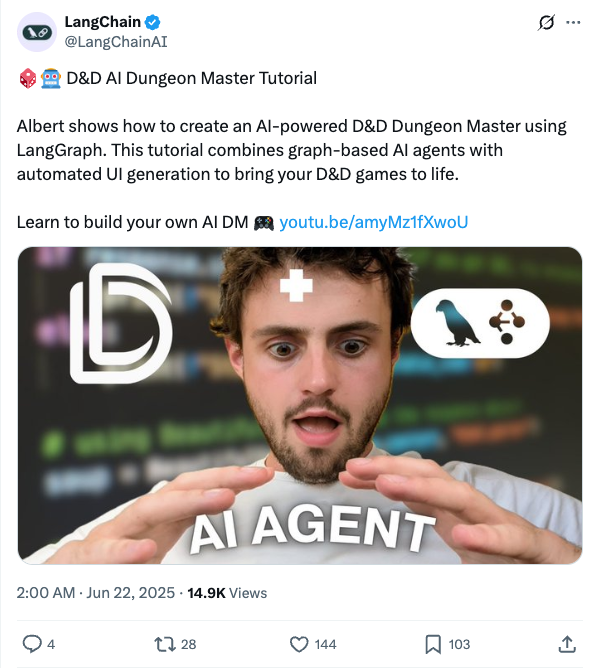 LangChain
@LangChainAI
D&D AI Dungeon Master Tutorial
Albert shows how to create an AI-powered D&D Dungeon Master using
LangGraph. This tutorial combines graph-based AI agents with
automated UI generation to bring your D&D games to life.
Learn to build your own AI DM 🎮 youtu.be/amyMz1fXwoU
AI AGENT
2:00 AM · Jun 22, 2025 · 14.9K Views
4 28 144 103